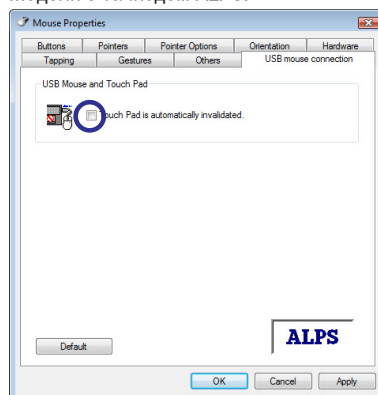 Mouse Properties
Buttons Pointers Pointer Options Orientation Hardware
Tapping Gestures Others USB mouse connection
USB Mouse and Touch Pad
Touch Pad is automatically invalidated.
ALPS
Default
OK Cancel Apply